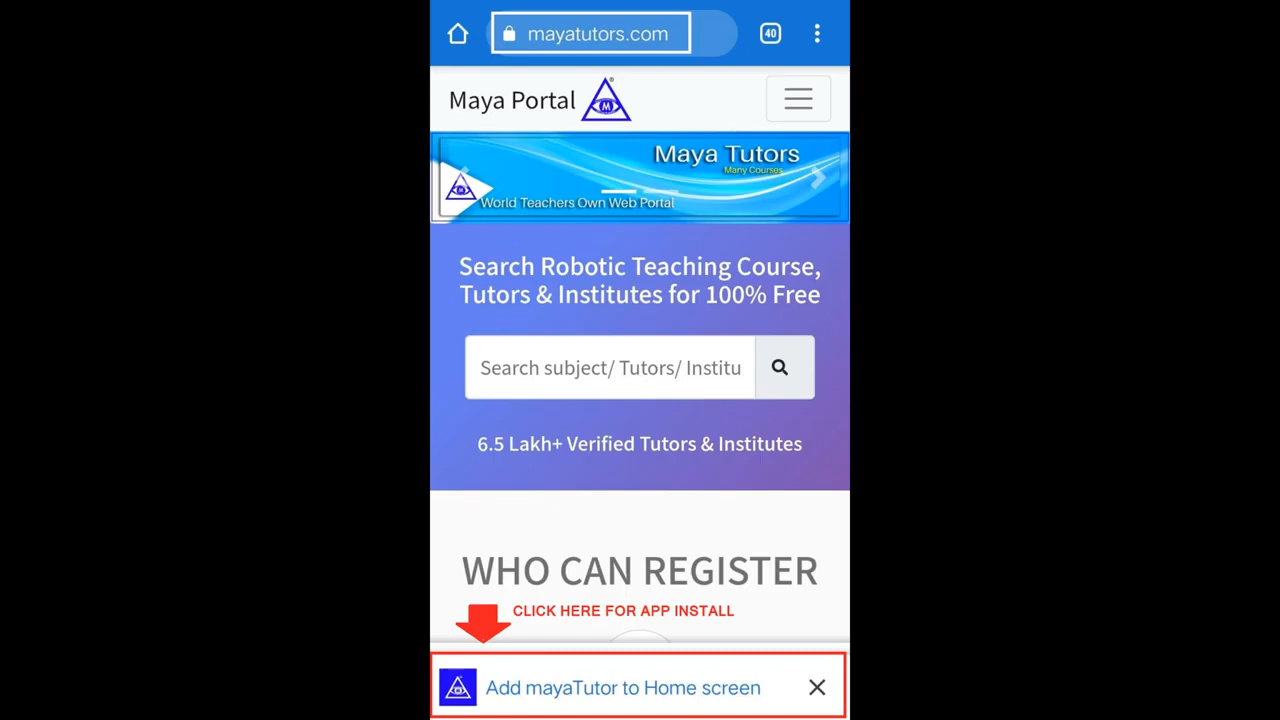 mayatutors.com
40
Maya Portal
M
Maya Tutors
Many Courses
World Teachers Own Web Portal
Search Robotic Teaching Course,
Tutors & Institutes for 100% Free
Search subject/ Tutors/ Institu
6.5 Lakh+ Verified Tutors & Institutes
WHO CAN REGISTER
CLICK HERE FOR APP INSTALL
Add mayaTutor to Home screen